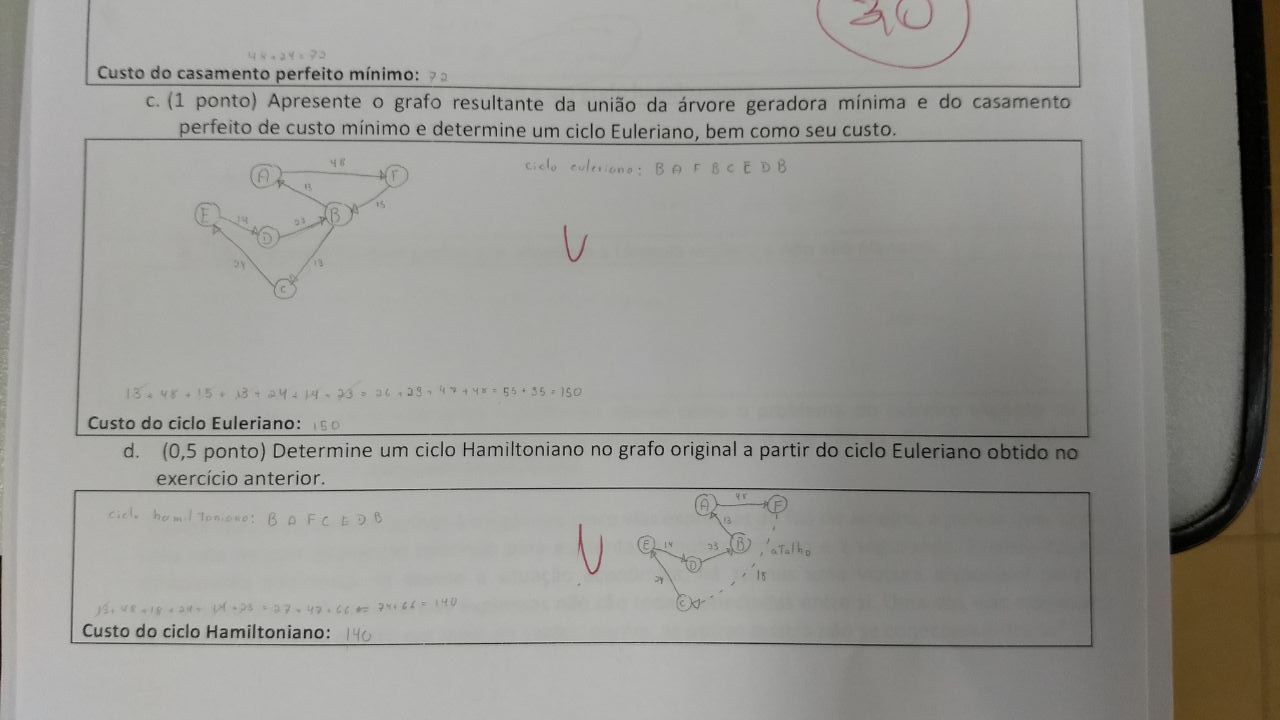 3,0
48+24=72
Custo do casamento perfeito mínimo: 72
c. (1 ponto) Apresente o grafo resultante da união da árvore geradora mínima e do casamento
perfeito de custo mínimo e determine um ciclo Euleriano, bem como seu custo.
ciclo euleriano: B A F B C E D B
A 48 F
13 15
E 14 D 23 B
24 13
C
13+48+15+13+24+14+23=26+29+47+48=55+95=150
Custo do ciclo Euleriano: 150
d. (0,5 ponto) Determine um ciclo Hamiltoniano no grafo original a partir do ciclo Euleriano obtido no
exercício anterior.
ciclo hamiltoniano: B A F C E D B
A 48 F
13
E 14 D 23 B atalho
24 18
C
13+48+18+24+14+23=27+47+66=74+66=140
Custo do ciclo Hamiltoniano: 140